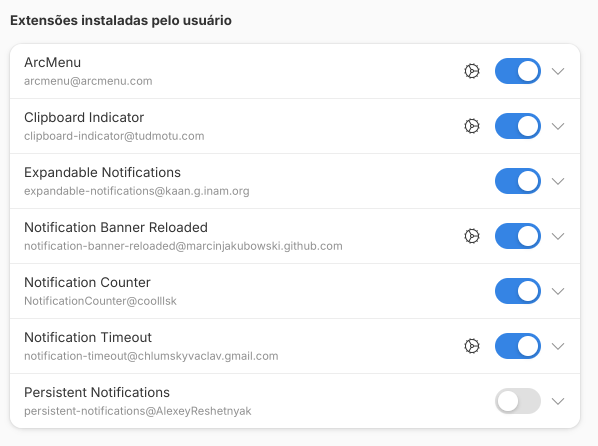 Extensões instaladas pelo usuário
ArcMenu
arcmenu@arcmenu.com
Clipboard Indicator
clipboard-indicator@tudmotu.com
Expandable Notifications
expandable-notifications@kaan.g.inam.org
Notification Banner Reloaded
notification-banner-reloaded@marcinjakubowski.github.com
Notification Counter
NotificationCounter@coolllsk
Notification Timeout
notification-timeout@chlumskyvaclav.gmail.com
Persistent Notifications
persistent-notifications@AlexeyReshetnyak